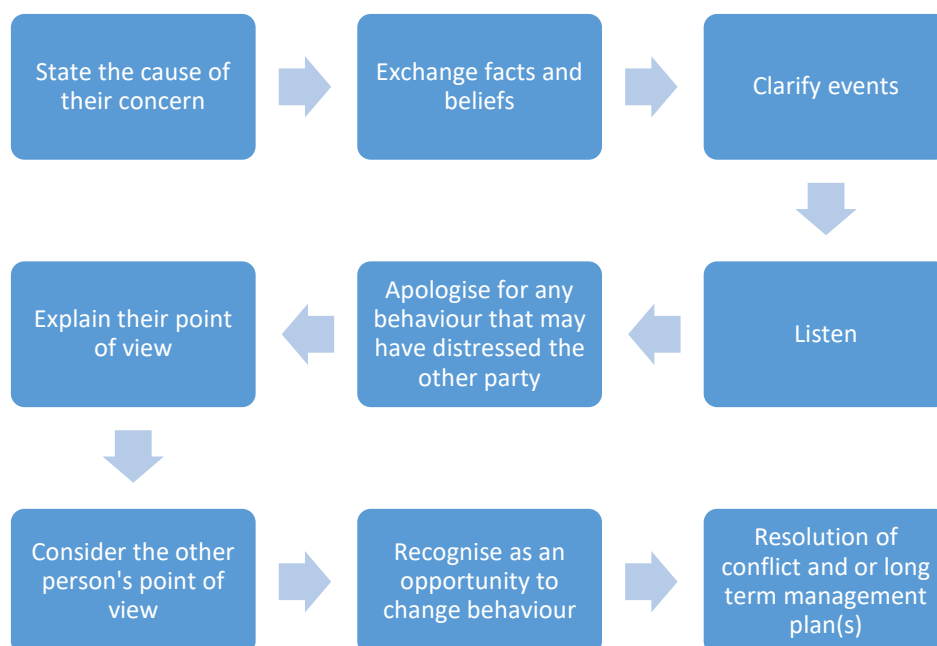 State the cause of
their concern
Exchange facts and
beliefs
Clarify events
Listen
Apologise for any
behaviour that may
have distressed the
other party
Explain their point
of view
Consider the other
person's point of
view
Recognise as an
opportunity to
change behaviour
Resolution of
conflict and or long
term management
plan(s)